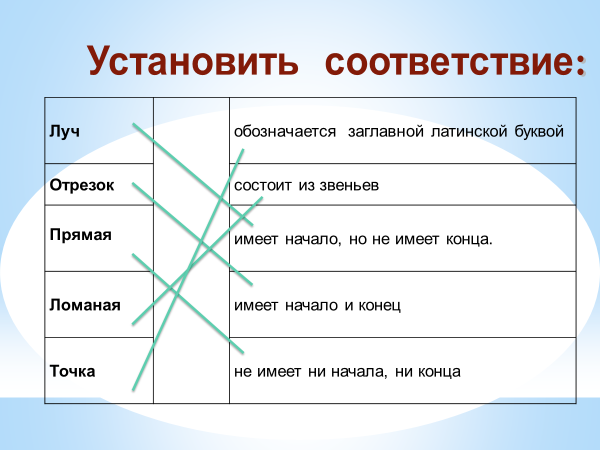 Установить соответствие:
Луч
обозначается заглавной латинской буквой
Отрезок
состоит из звеньев
Прямая
имеет начало, но не имеет конца.
Ломаная
имеет начало и конец
Точка
не имеет ни начала, ни конца